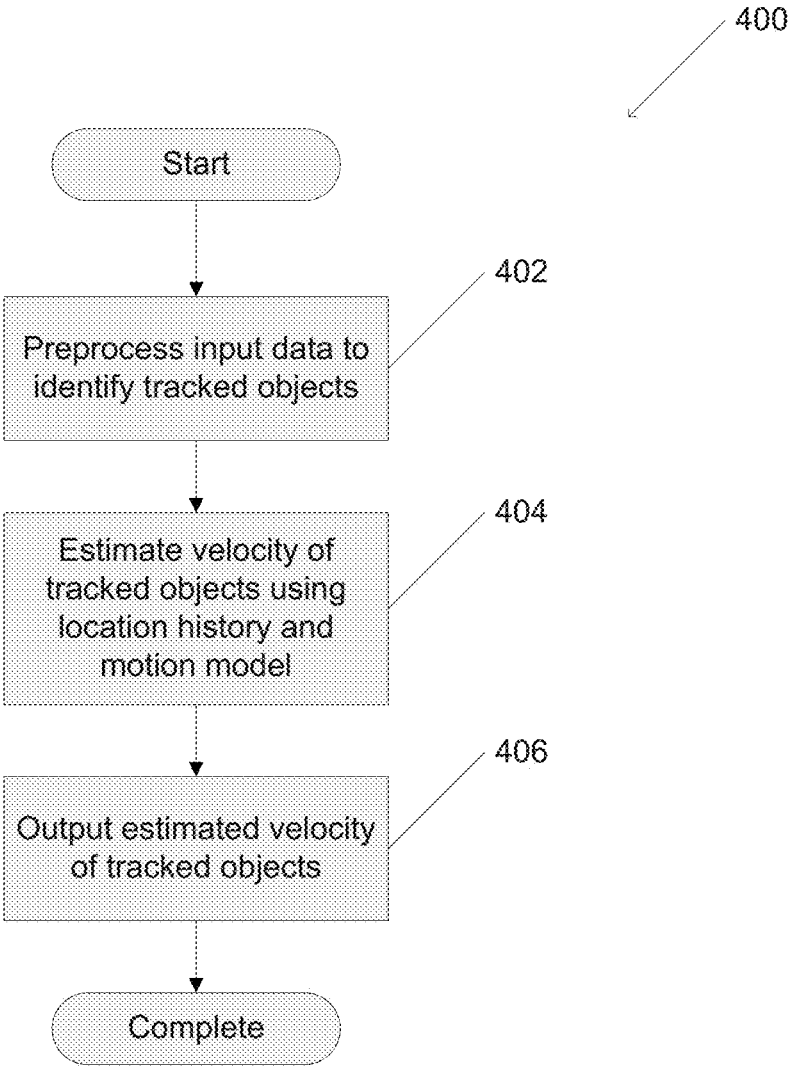 400
Start
402
Preprocess input data to
identify tracked objects
404
Estimate velocity of
tracked objects using
location history and
motion model
406
Output estimated velocity
of tracked objects
Complete